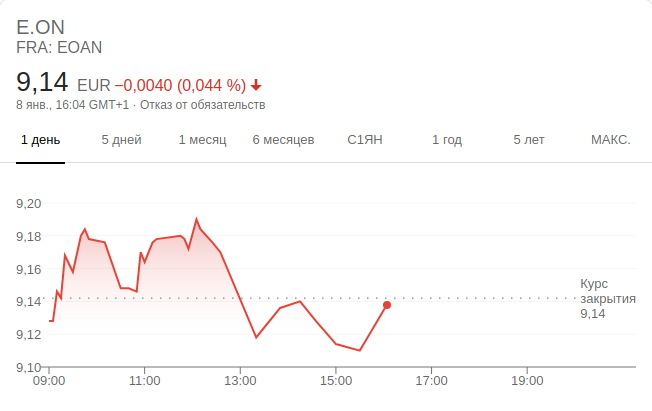 E.ON
FRA: EOAN
9,14 EUR −0,0040 (0,044 %)
8 янв., 16:04 GMT+1 · Отказ от обязательств
1 день 5 дней 1 месяц 6 месяцев С1ЯН 1 год 5 лет МАКС.
9,20
9,18
9,16
9,14
9,12
9,10
Курс
закрытия
9,14
09:00 11:00 13:00 15:00 17:00 19:00